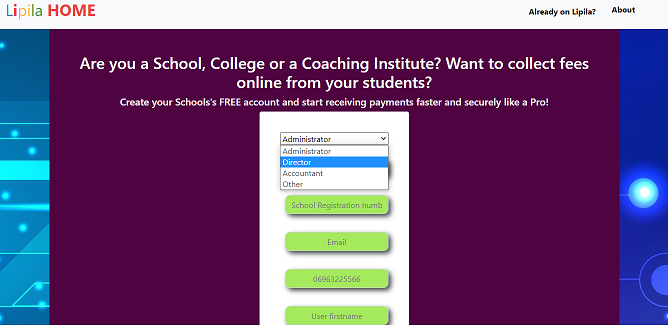 Lipila HOME
Already on Lipila?
About
Are you a School, College or a Coaching Institute? Want to collect fees
online from your students?
Create your Schools's FREE account and start receiving payments faster and securely like a Pro!
Administrator
Administrator
Director
Accountant
Other
School Registration numb
Email
06963225566
User firstname